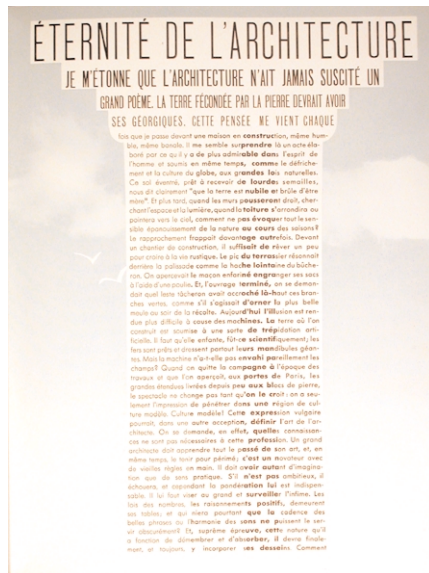 ÉTERNITÉ DE L'ARCHITECTURE
JE M'ÉTONNE QUE L'ARCHITECTURE N'AIT JAMAIS SUSCITÉ UN
GRAND POÈME. LA TERRE FÉCONDÉE PAR LA PIERRE DEVRAIT AVOIR
SES GEORGIQUES. CETTE PENSÉE ME VIENT CHAQUE
fois que je passe devant une maison en construction, même hum-
ble, même banale. Il me semble surprendre là un acte éla-
boré par ce qu'il y a de plus admirable dans l'esprit de
l'homme et soumis en même temps, comme le défriche-
ment et la culture du globe, aux grandes lois naturelles.
Ce sol éventré, prêt à recevoir de lourdes semailles,
nous dit clairement "que la terre est nubile et brûle d'être
mère". Et plus tard, quand les murs pousseront droit, cher-
chant l'espace et la lumière, quand la toiture s'arrondira ou
pointera vers le ciel, comment ne pas évoquer tout le sen-
sible épanouissement de la nature au cours des saisons?
Le rapprochement frappait davantage autrefois. Devant
un chantier de construction, il suffisait de rêver un peu
pour croire à la vie rustique. Le pic du terrassier résonnait
derrière la palissade comme la hache lointaine du bûche-
ron. On apercevait le maçon enfariné engranger ses sacs
à l'aide d'une poulie. Et, l'ouvrage terminé, on se deman-
dait quel leste tâcheron avait accroché là-haut ces bran-
ches vertes, comme s'il s'agissait d'orner la plus belle
meule au soir de la récolte. Aujourd'hui l'illusion est ren-
due plus difficile à cause des machines. La terre où l'on
construit est soumise à une sorte de trépidation arti-
ficielle. Il faut qu'elle enfante, fût-ce scientifiquement; les
fers sont prêts et dressent partout leurs mandibules géan-
tes. Mais la machine n'a-t-elle pas envahi pareillement les
champs? Quand on quitte la campagne à l'époque des
travaux et que l'on aperçoit, aux portes de Paris, les
grandes étendues livrées depuis peu aux blocs de pierre,
le spectacle ne change pas tant qu'on le croit: on a seu-
lement l'impression de pénétrer dans une région de cul-
ture modèle. Culture modèle! Cette expression vulgaire
pourrait, dans une autre acception, définir l'art de l'ar-
chitecte. On se demande, en effet, quelles connaissan-
ces ne sont pas nécessaires à cette profession. Un grand
architecte doit apprendre tout le passé de son art, et, en
même temps, le tenir pour périmé; c'est un novateur avec
de vieilles règles en main. Il doit avoir autant d'imagina-
tion que de sens pratique. S'il n'est pas ambitieux, il
échouera, et cependant la pondération lui est indispen-
sable. Il lui faut viser au grand et surveiller l'infime. Les
lois des nombres, les raisonnements positifs, demeurent
ses tables, et qui niera pourtant que la cadence des
belles phrases ou l'harmonie des sons ne puissent le ser-
vir obscurément? Et, suprême épreuve, cette nature qu'il
a fonction de démembrer et d'absorber, il devra finale-
ment, et toujours, y incorporer ses desseins Comment